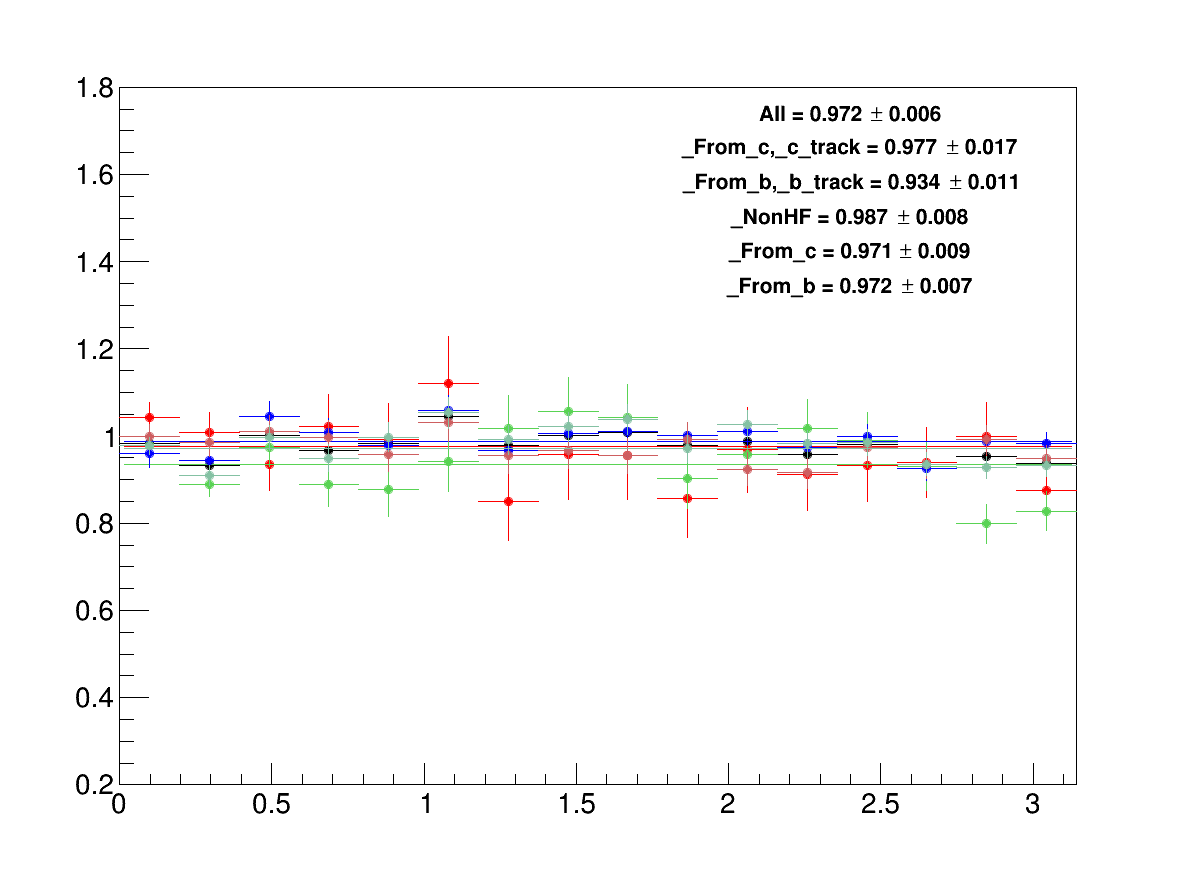 1.8
All = 0.972 ± 0.006
_From_c,_c_track = 0.977 ± 0.017
1.6
_From_b,_b_track = 0.934 ± 0.011
_NonHF = 0.987 ± 0.008
_From_c = 0.971 ± 0.009
1.4
_From_b = 0.972 ± 0.007
1.2
1
0.8
0.6
0.4
0.2
0 0.5 1 1.5 2 2.5 3